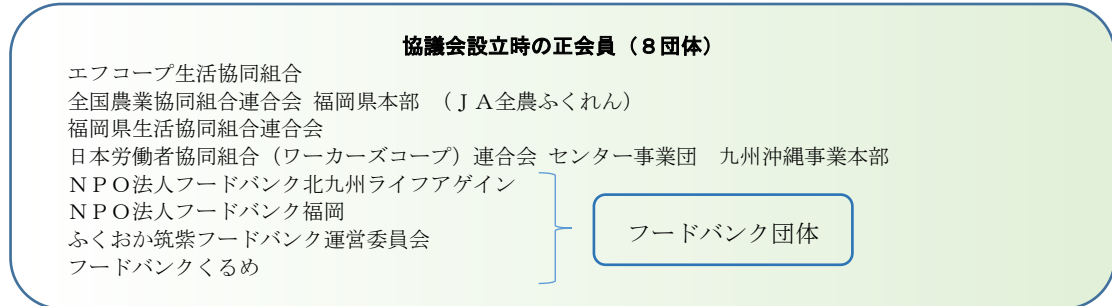 協議会設立時の正会員（８団体）
エフコープ生活協同組合
全国農業協同組合連合会 福岡県本部 （ＪＡ全農ふくれん）
福岡県生活協同組合連合会
日本労働者協同組合（ワーカーズコープ）連合会 センター事業団　九州沖縄事業本部
ＮＰＯ法人フードバンク北九州ライフアゲイン
ＮＰＯ法人フードバンク福岡
ふくおか筑紫フードバンク運営委員会
フードバンクくるめ
フードバンク団体